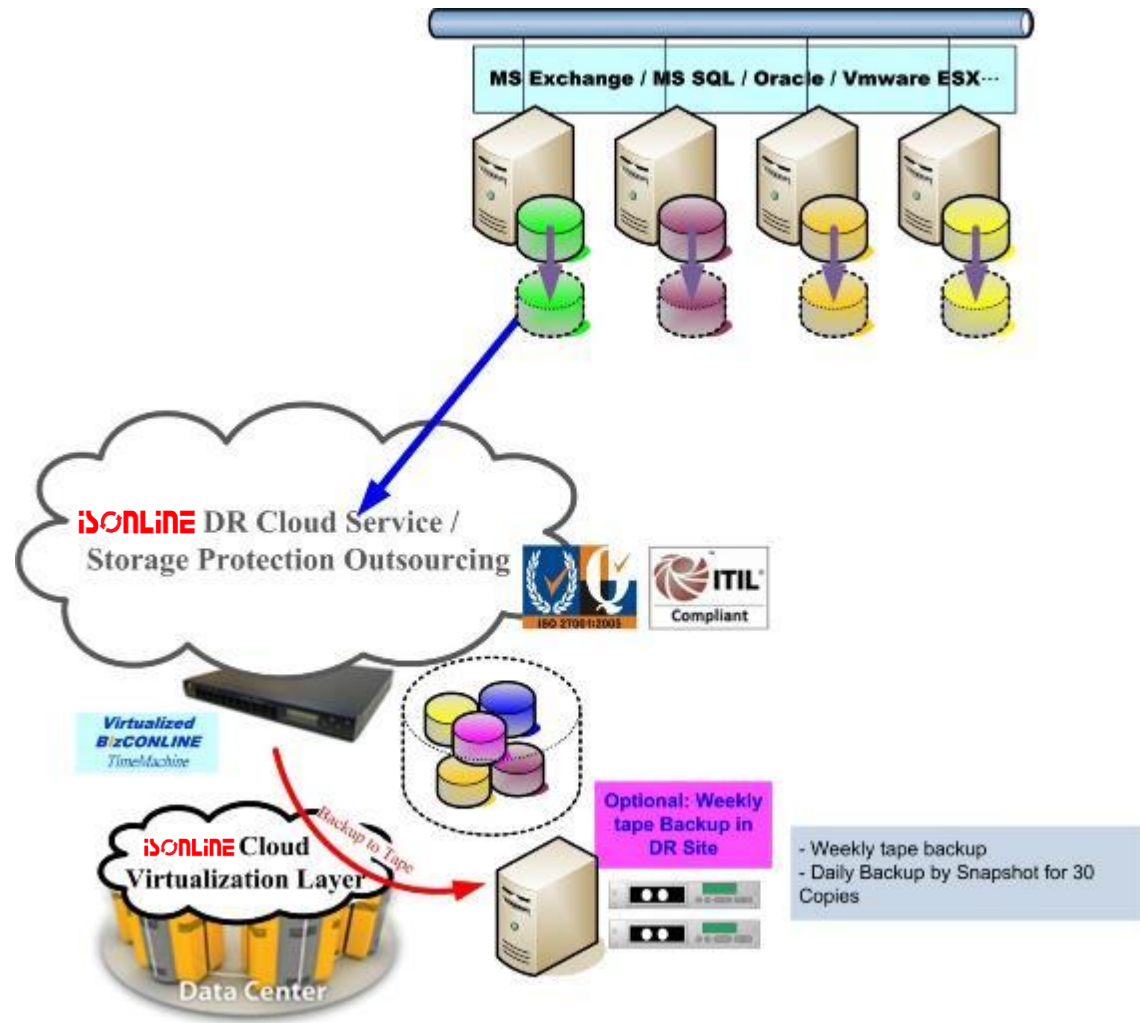 MS Exchange / MS SQL / Oracle / Vmware ESX…
iSONLINE DR Cloud Service /
Storage Protection Outsourcing
ISO 27001:2005
ITIL®
Compliant
Virtualized
BizCONLINE
TimeMachine
Backup to Tape
Optional: Weekly
tape Backup in
DR Site
- Weekly tape backup
- Daily Backup by Snapshot for 30
Copies
iSONLINE Cloud
Virtualization Layer
Data Center